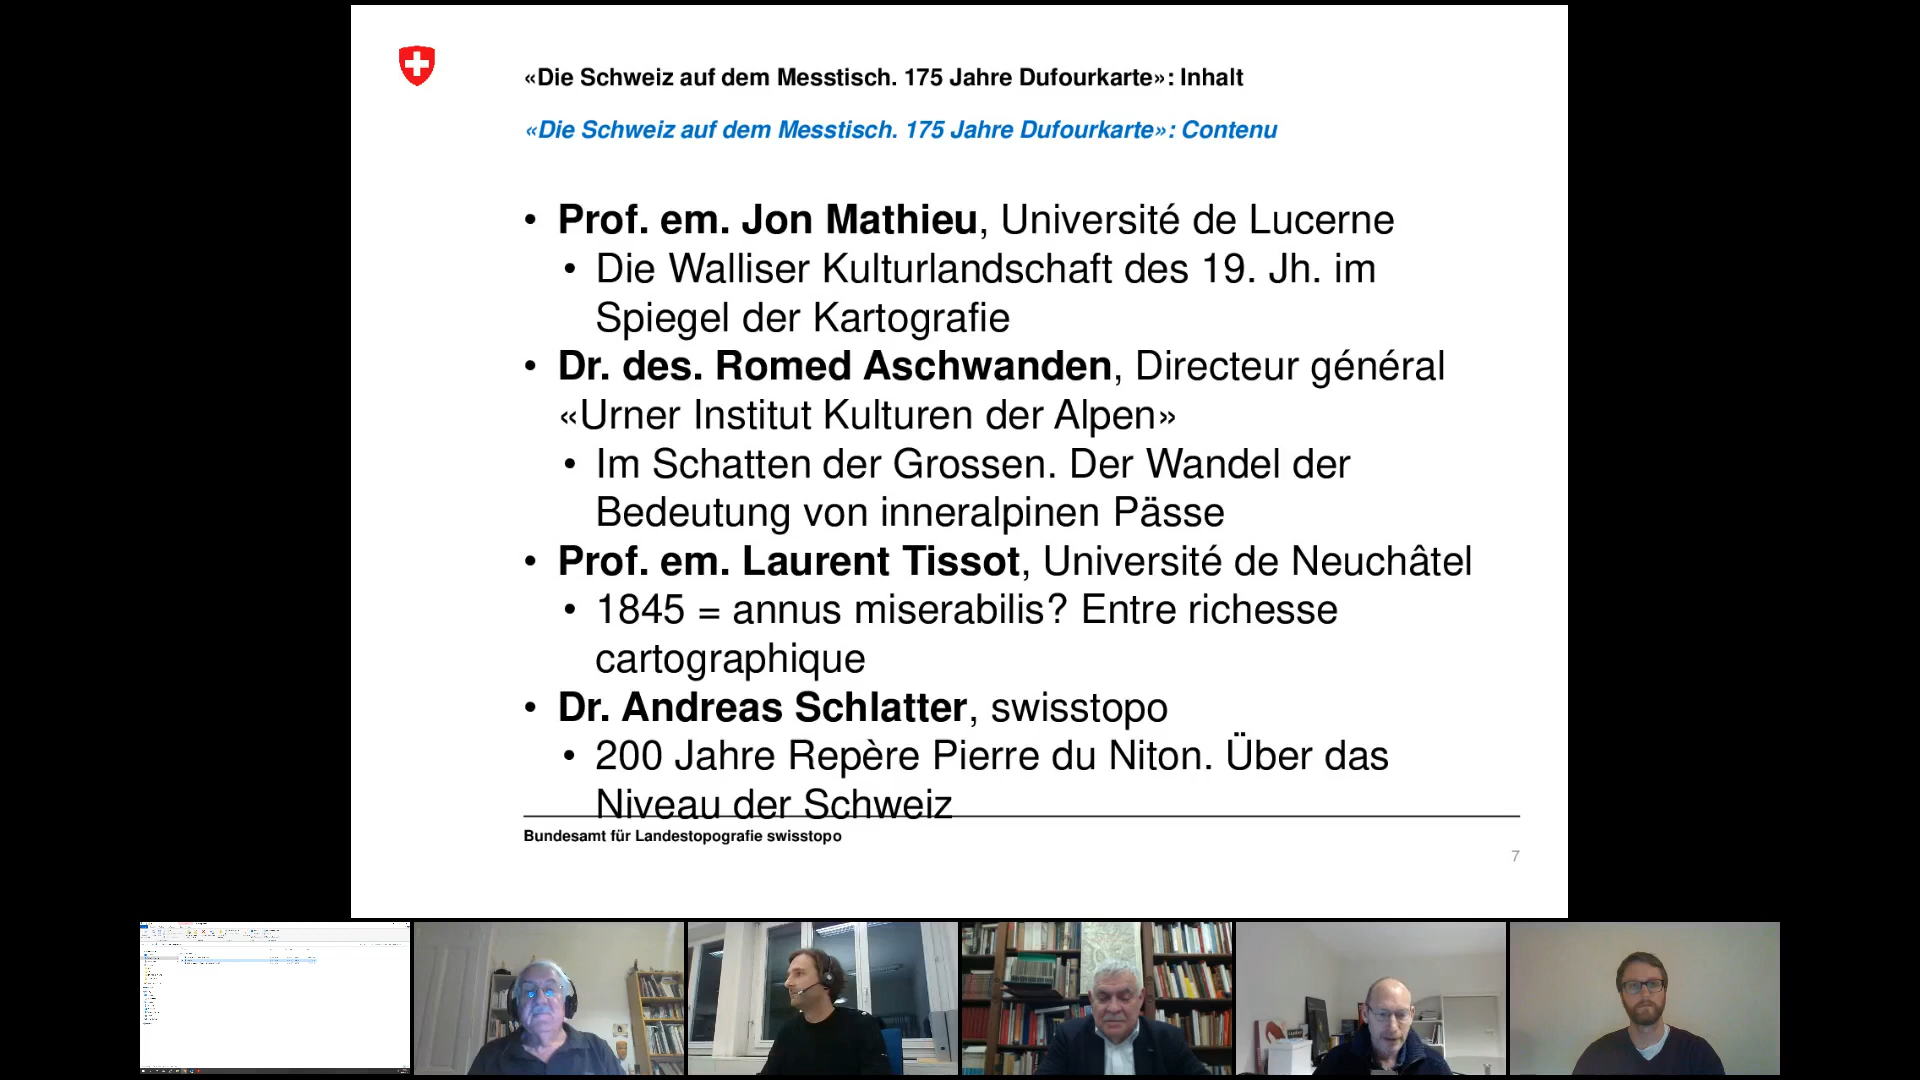 «Die Schweiz auf dem Messtisch. 175 Jahre Dufourkarte»: Inhalt
«Die Schweiz auf dem Messtisch. 175 Jahre Dufourkarte»: Contenu
• Prof. em. Jon Mathieu, Université de Lucerne
• Die Walliser Kulturlandschaft des 19. Jh. im
Spiegel der Kartografie
• Dr. des. Romed Aschwanden, Directeur général
«Urner Institut Kulturen der Alpen»
• Im Schatten der Grossen. Der Wandel der
Bedeutung von inneralpinen Pässe
• Prof. em. Laurent Tissot, Université de Neuchâtel
• 1845 = annus miserabilis? Entre richesse
cartographique
• Dr. Andreas Schlatter, swisstopo
• 200 Jahre Repère Pierre du Niton. Über das
Niveau der Schweiz
Bundesamt für Landestopografie swisstopo
7